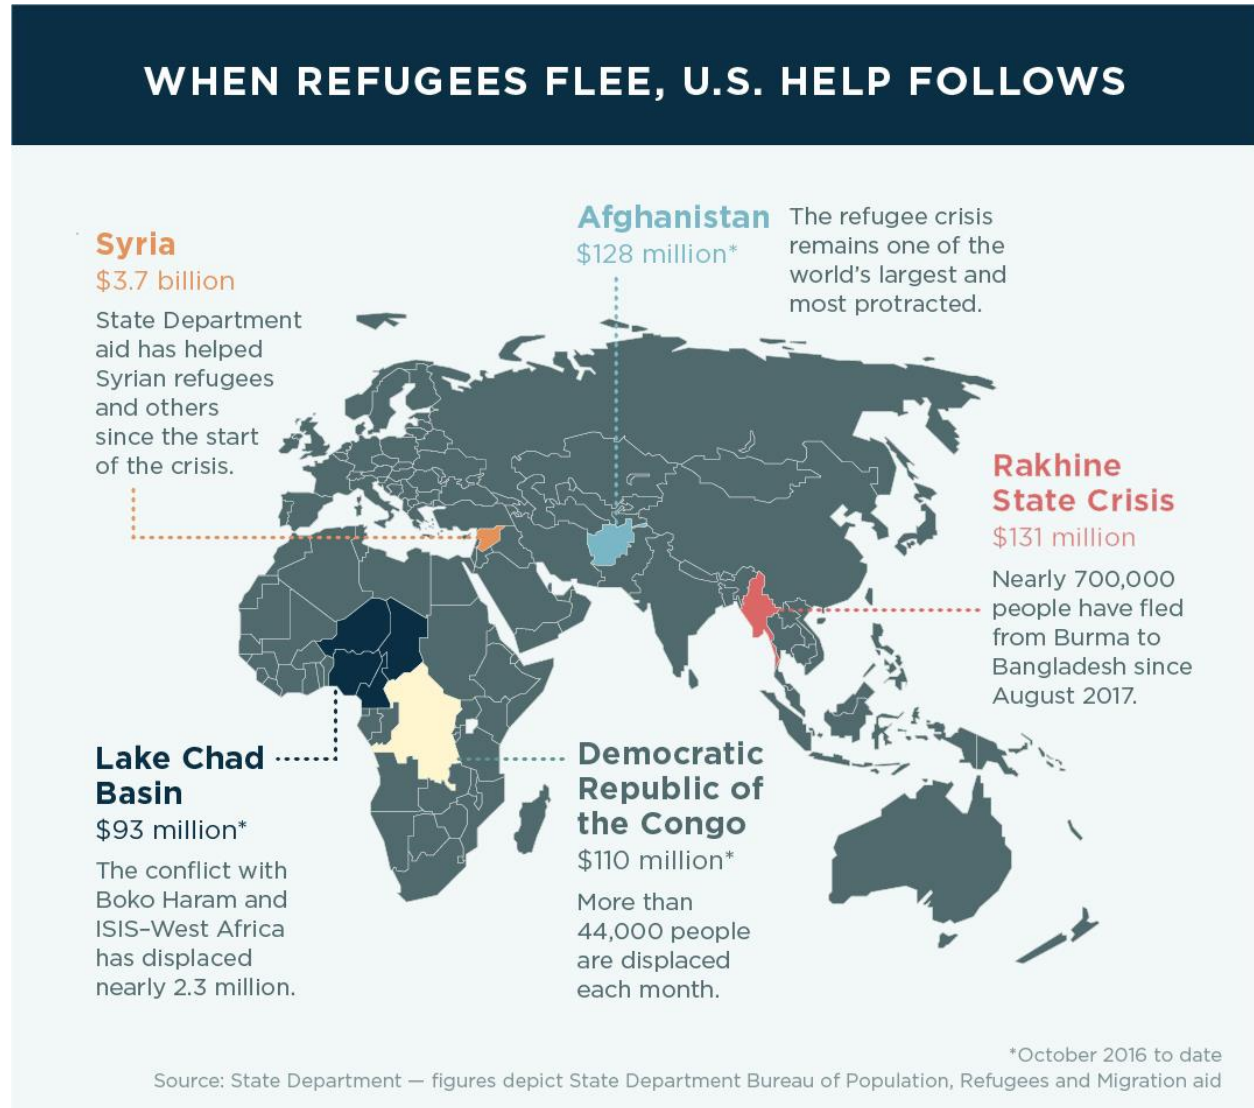 WHEN REFUGEES FLEE, U.S. HELP FOLLOWS
Syria
$3.7 billion
State Department
aid has helped
Syrian refugees
and others
since the start
of the crisis.
Afghanistan
$128 million*
The refugee crisis
remains one of the
world's largest and
most protracted.
Rakhine
State Crisis
$131 million
Nearly 700,000
people have fled
from Burma to
Bangladesh since
August 2017.
Lake Chad
Basin
$93 million*
The conflict with
Boko Haram and
ISIS–West Africa
has displaced
nearly 2.3 million.
Democratic
Republic of
the Congo
$110 million*
More than
44,000 people
are displaced
each month.
*October 2016 to date
Source: State Department — figures depict State Department Bureau of Population, Refugees and Migration aid